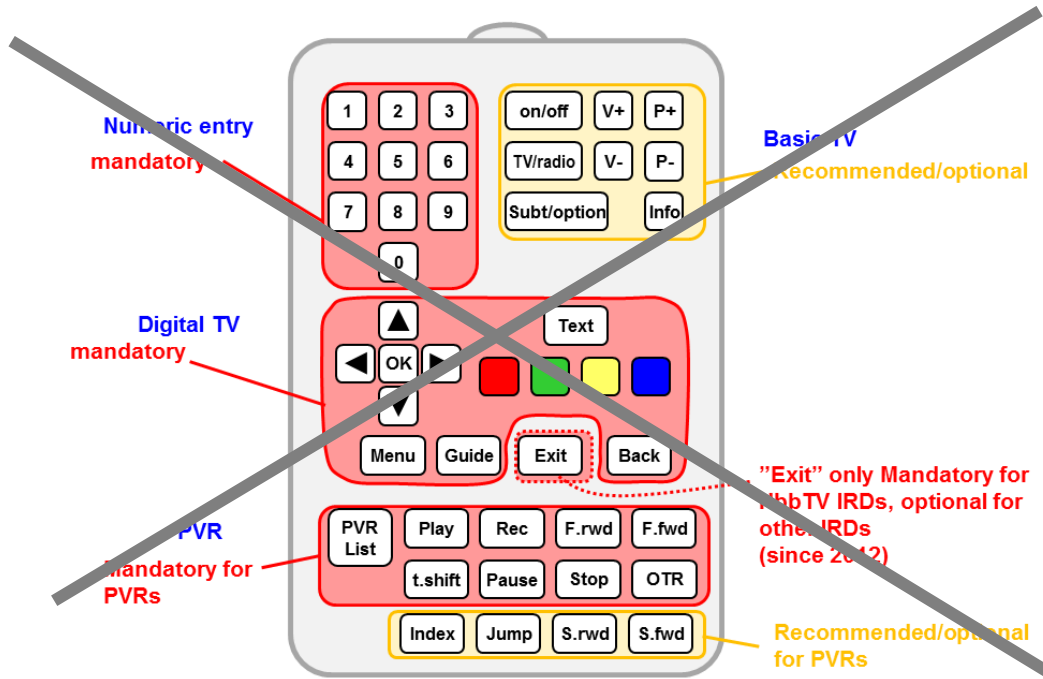 1 2 3
4 5 6
7 8 9
0
on/off V+ P+
TV/radio V- P-
Subt/option Info
Numeric entry
mandatory
Basic TV
Recommended/optional
Digital TV
mandatory
OK
Text
Menu Guide Exit Back
"Exit" only Mandatory for
HbbTV IRDs, optional for
other IRDs
(since 2012)
PVR
Mandatory for
PVRs
PVR
List
Play Rec F.rwd F.fwd
t.shift Pause Stop OTR
Index Jump S.rwd S.fwd
Recommended/optional
for PVRs